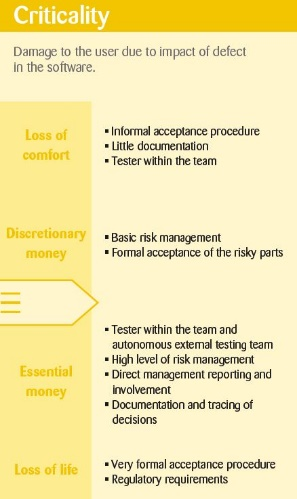 Criticality
Damage to the user due to impact of defect
in the software.
Loss of
comfort
▪ Informal acceptance procedure
▪ Little documentation
▪ Tester within the team
Discretionary
money
▪ Basic risk management
▪ Formal acceptance of the risky parts
Essential
money
▪ Tester within the team and
autonomous external testing team
▪ High level of risk management
▪ Direct management reporting and
involvement
▪ Documentation and tracing of
decisions
Loss of life
▪ Very formal acceptance procedure
▪ Regulatory requirements